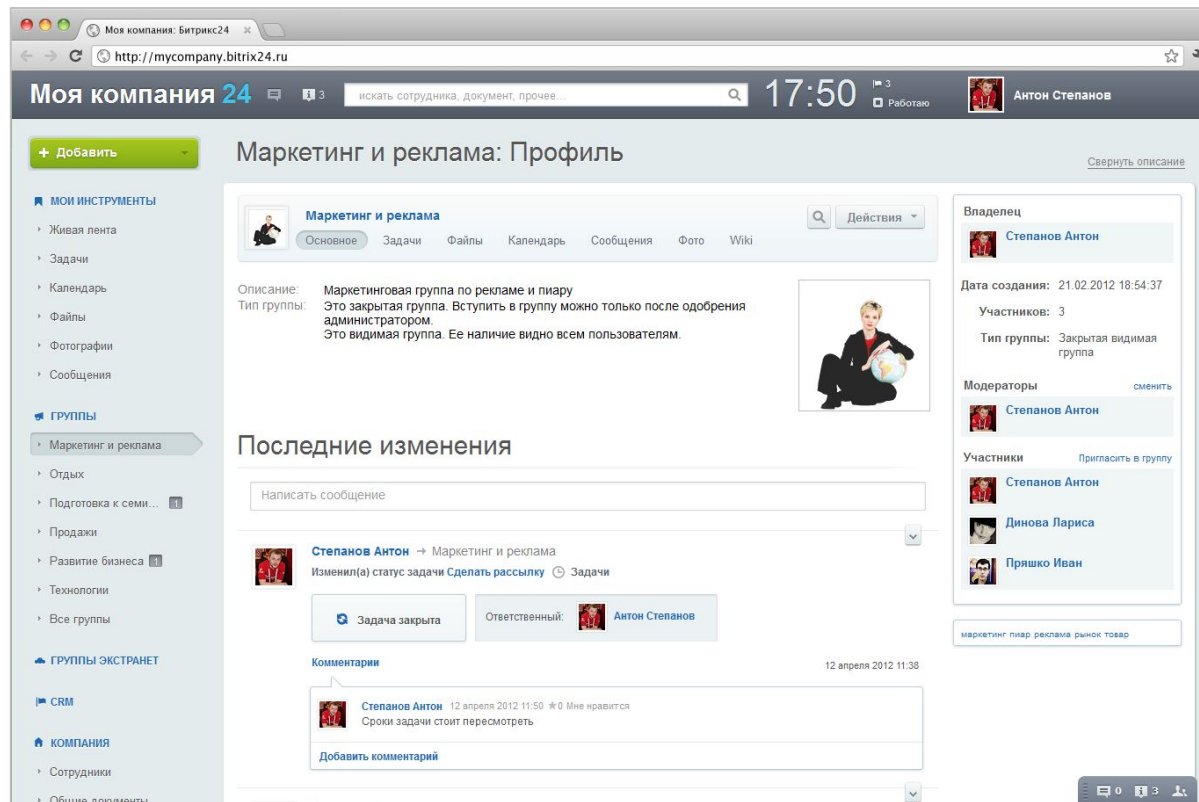 Моя компания: Битрикс24
http://mycompany.bitrix24.ru
Моя компания 24
3
искать сотрудника, документ, прочее...
17:50
3
Работаю
Антон Степанов
Добавить
МОИ ИНСТРУМЕНТЫ
Живая лента
Задачи
Календарь
Файлы
Фотографии
Сообщения
ГРУППЫ
Маркетинг и реклама
Отдых
Подготовка к семи... 1
Продажи
Развитие бизнеса 1
Технологии
Все группы
ГРУППЫ ЭКСТРАНЕТ
CRM
КОМПАНИЯ
Сотрудники
Общие документы
Маркетинг и реклама: Профиль
Свернуть описание
Маркетинг и реклама
Действия
Основное Задачи Файлы Календарь Сообщения Фото Wiki
Описание: Маркетинговая группа по рекламе и пиару
Тип группы: Это закрытая группа. Вступить в группу можно только после одобрения
администратором.
Это видимая группа. Ее наличие видно всем пользователям.
Последние изменения
Написать сообщение
Степанов Антон → Маркетинг и реклама
Изменил(а) статус задачи Сделать рассылку Задачи
Задача закрыта
Ответственный: Антон Степанов
Комментарии
12 апреля 2012 11:38
Степанов Антон 12 апреля 2012 11:50 ★0 Мне нравится
Сроки задачи стоит пересмотреть
Добавить комментарий
Владелец
Степанов Антон
Дата создания: 21.02.2012 18:54:37
Участников: 3
Тип группы: Закрытая видимая
группа
Модераторы сменить
Степанов Антон
Участники Пригласить в группу
Степанов Антон
Динова Лариса
Пряшко Иван
маркетинг пиар реклама рынок товар
0 3